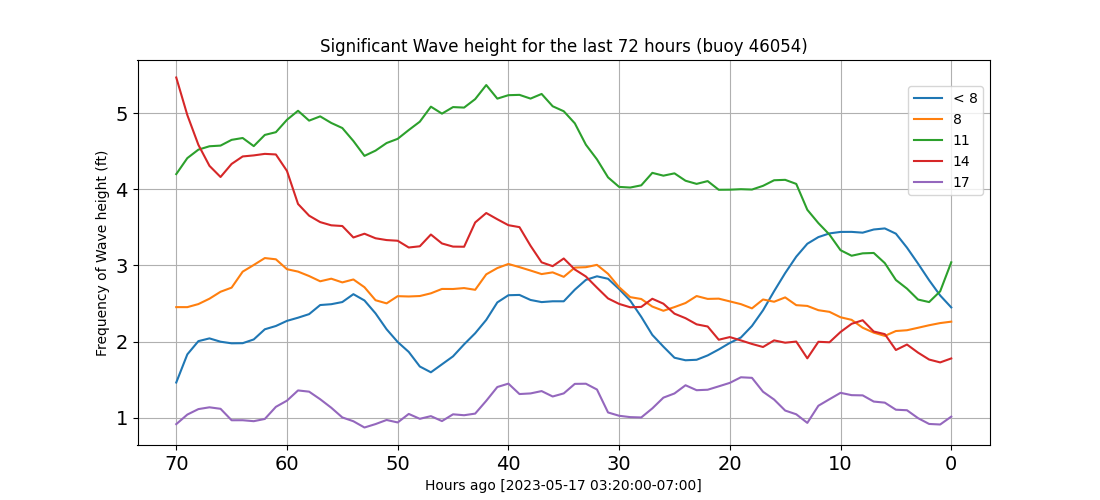 Significant Wave height for the last 72 hours (buoy 46054)
Frequency of Wave height (ft)
5
4
3
2
1
< 8
8
11
14
17
70 60 50 40 30 20 10 0
Hours ago [2023-05-17 03:20:00-07:00]